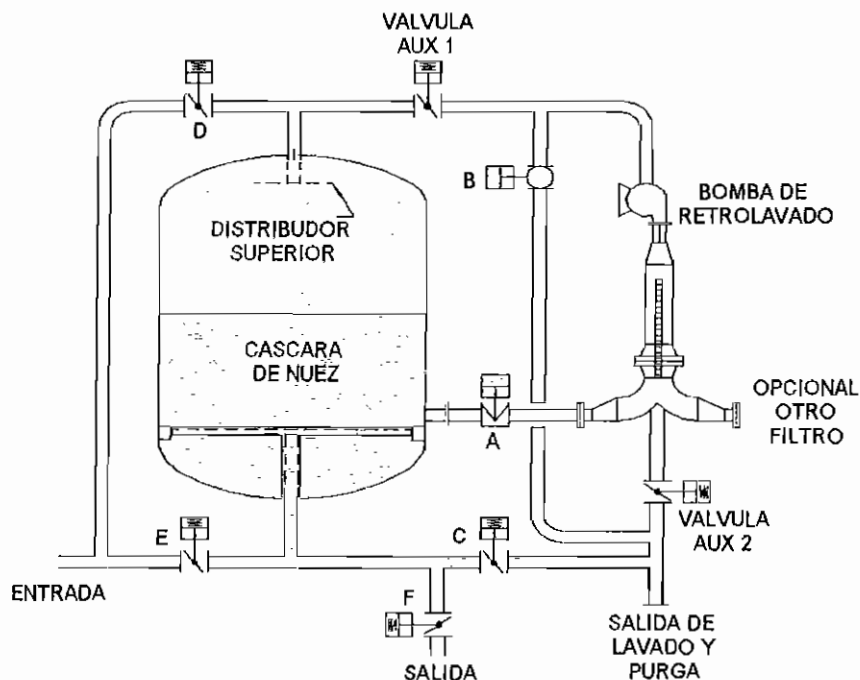 VALVULA
AUX 1
D
B
BOMBA DE
RETROLAVADO
DISTRIBUDOR
SUPERIOR
CASCARA
DE NUEZ
OPCIONAL
OTRO
FILTRO
A
E
C
VALVULA
AUX 2
ENTRADA
F
SALIDA
SALIDA DE
LAVADO Y
PURGA